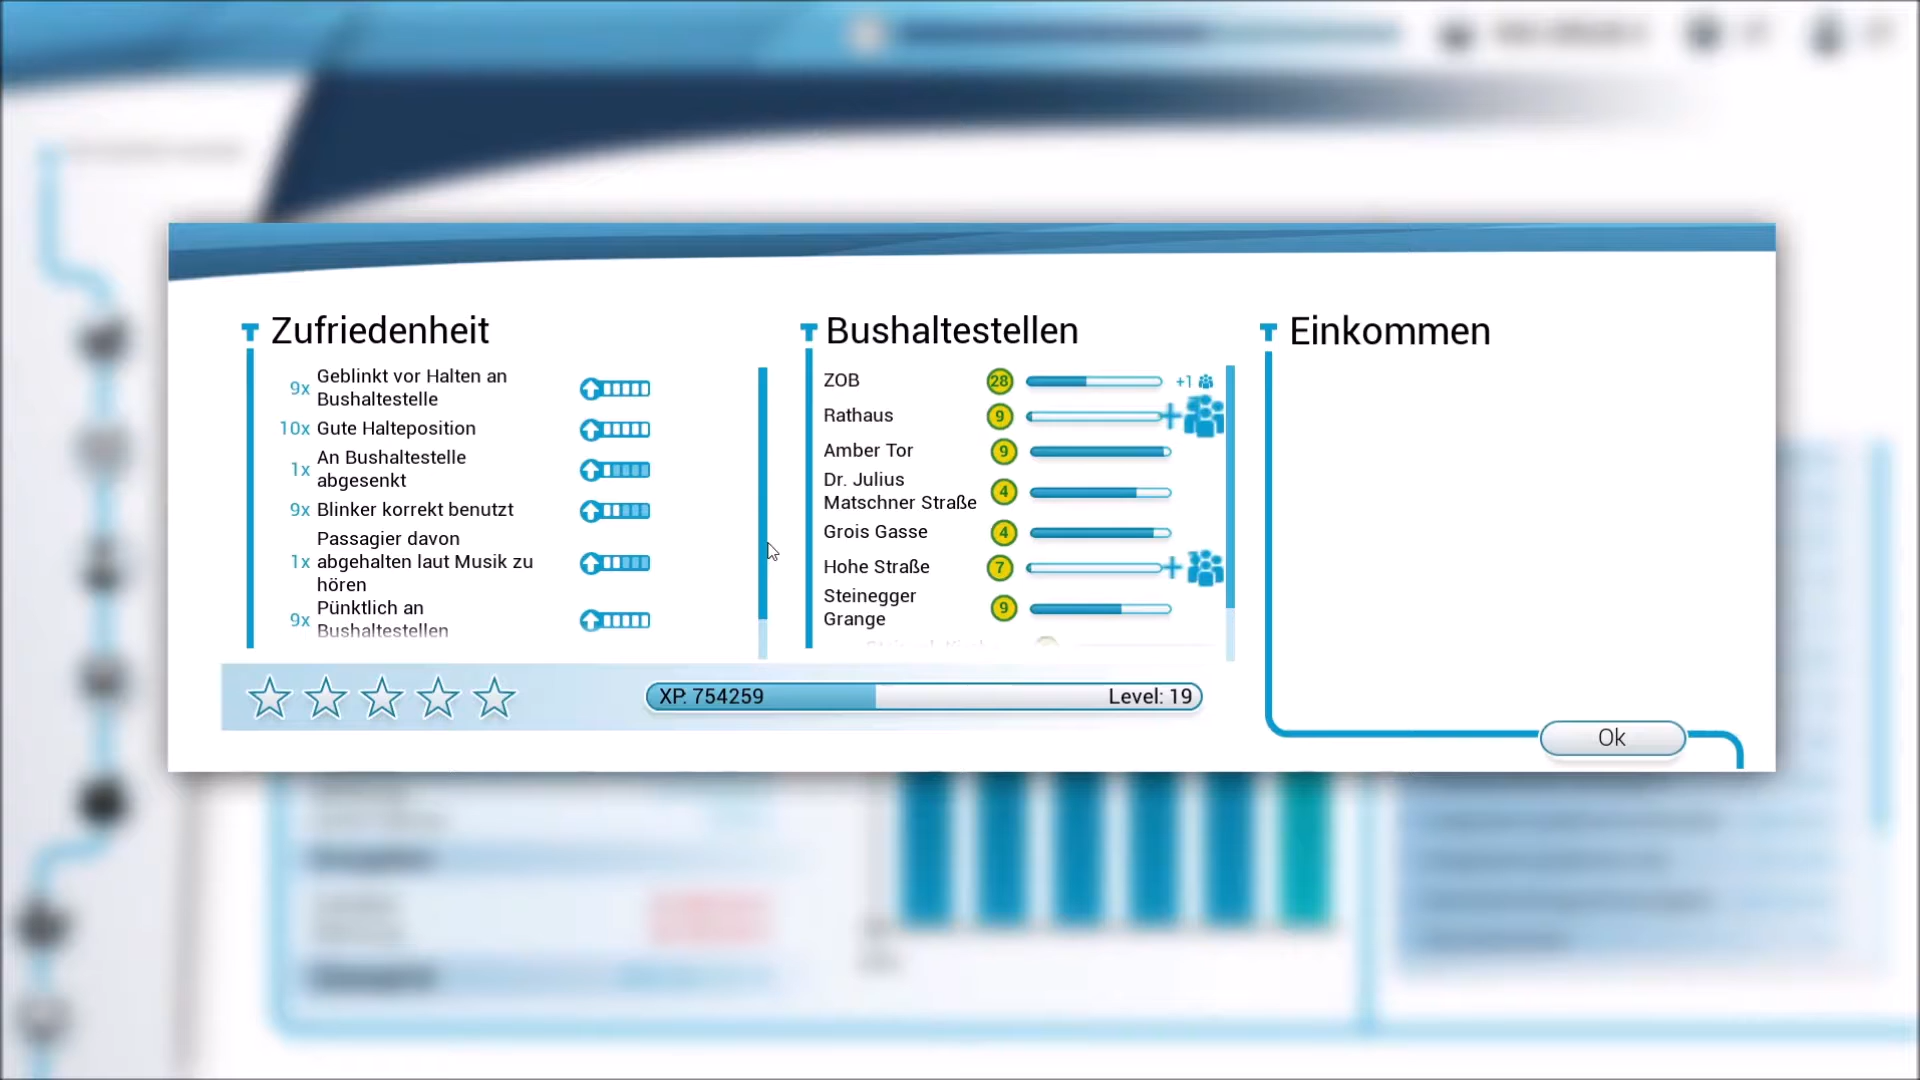 Zufriedenheit
9x Geblinkt vor Halten an
Bushaltestelle
10x Gute Halteposition
1x An Bushaltestelle
abgesenkt
9x Blinker korrekt benutzt
1x Passagier davon
abgehalten laut Musik zu
hören
9x Pünktlich an
Bushaltestellen
Bushaltestellen
ZOB 28 +1
Rathaus 9 +
Amber Tor 9
Dr. Julius
Matschner Straße 4
Grois Gasse 4
Hohe Straße 7 +
Steinegger
Grange 9
Einkommen
XP: 754259 Level: 19
Ok